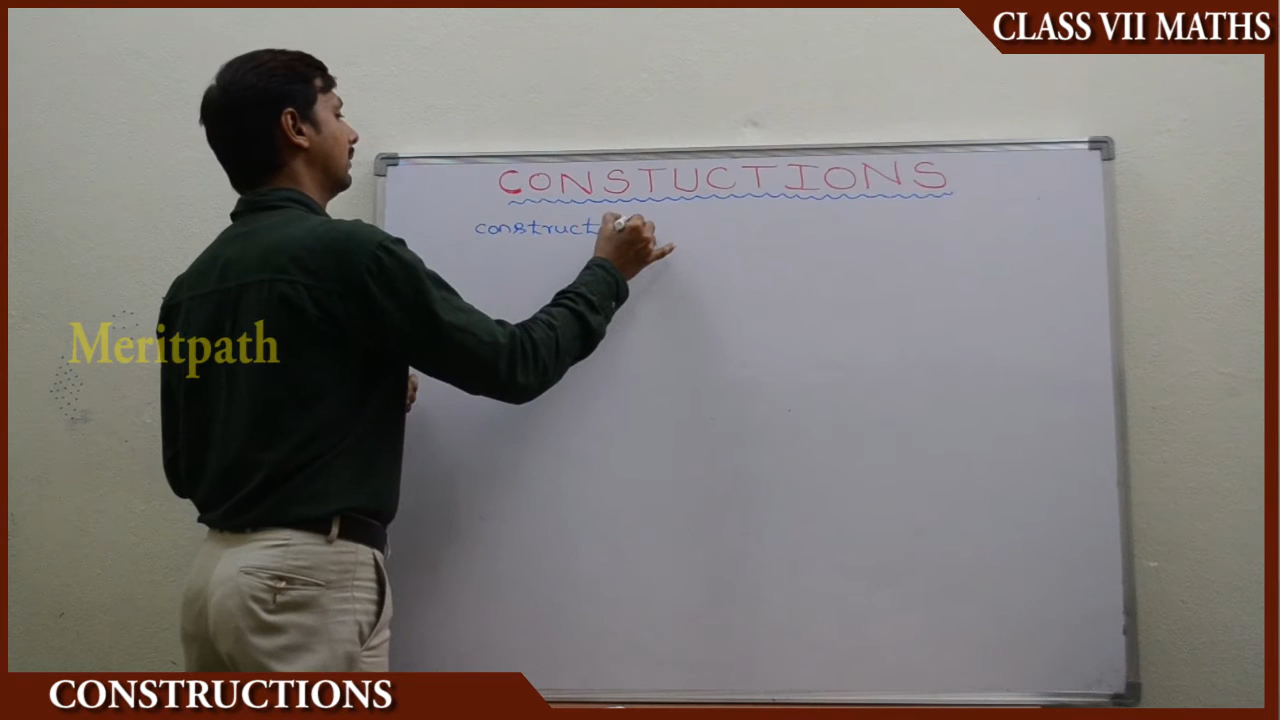 CLASS VII MATHS
CONSTUCTIONS
construct
Meritpath
CONSTRUCTIONS